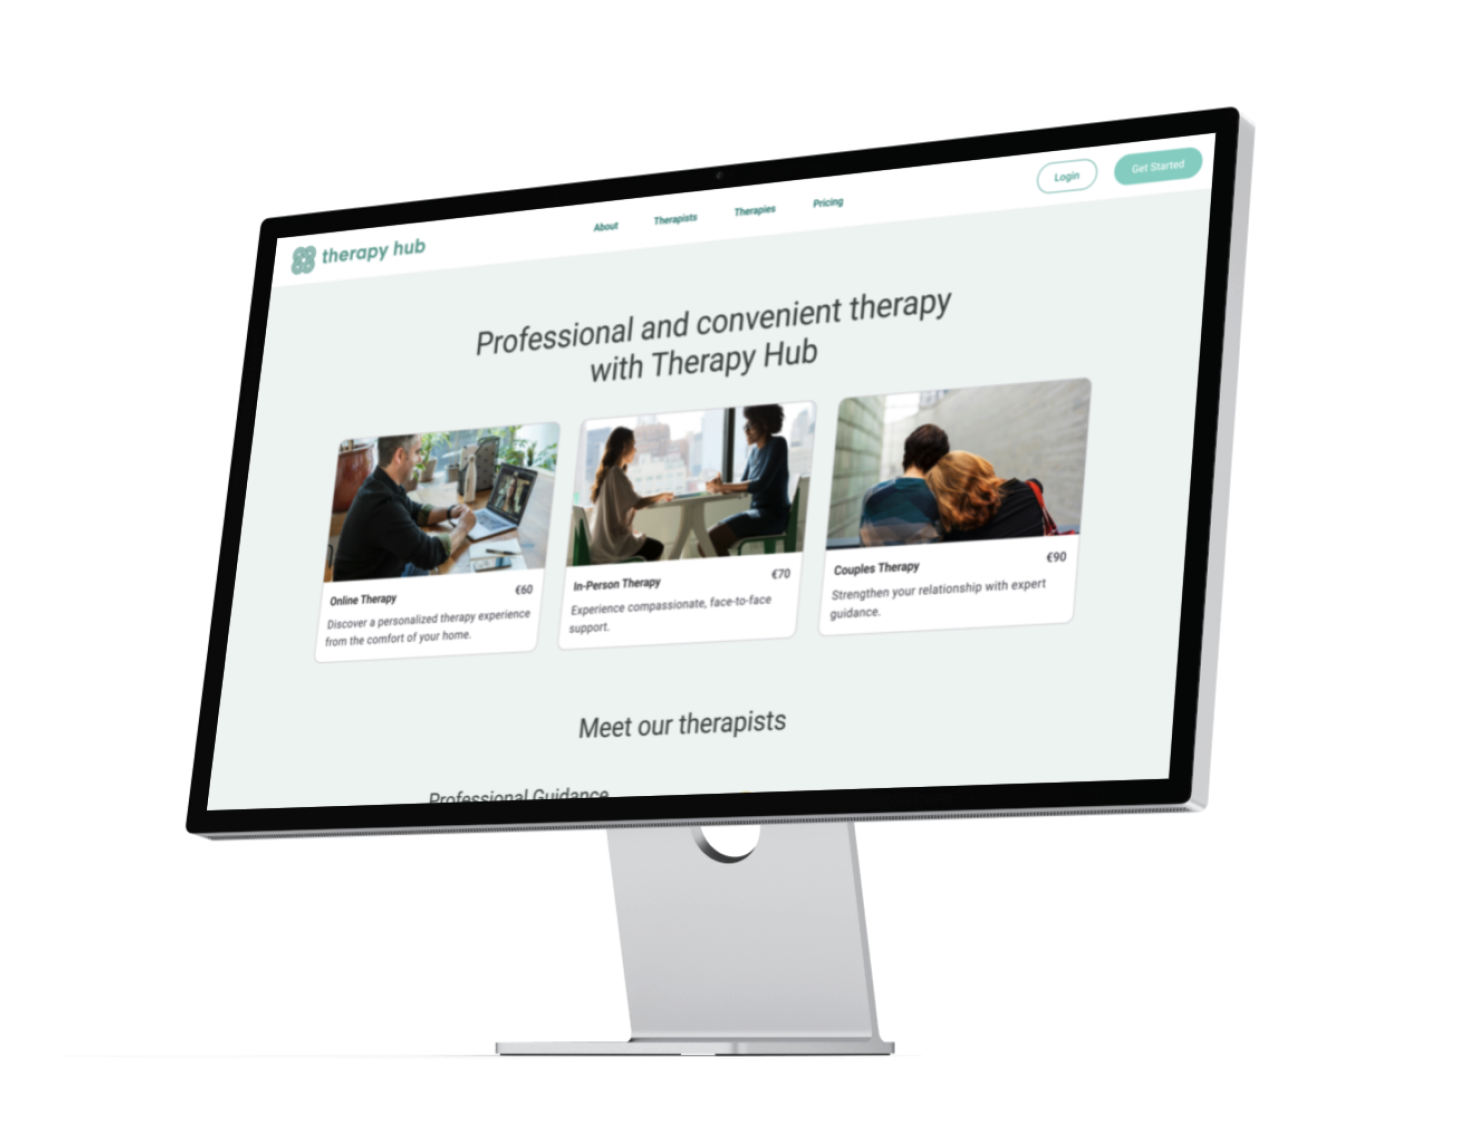 therapy hub
About
Therapists
Therapies
Pricing
Login
Get Started
Professional and convenient therapy
with Therapy Hub
Online Therapy
€60
Discover a personalized therapy experience
from the comfort of your home.
In-Person Therapy
€70
Experience compassionate, face-to-face
support.
Couples Therapy
€90
Strengthen your relationship with expert
guidance.
Meet our therapists
Professional Guidance